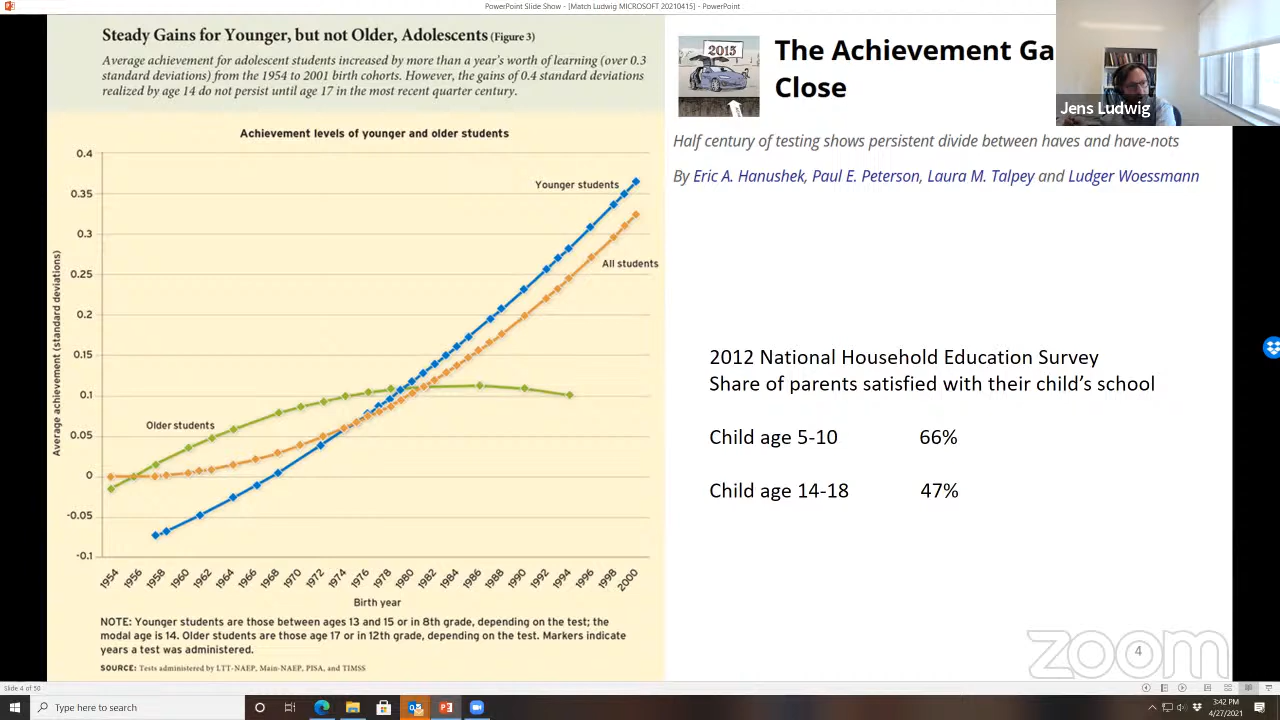 PowerPoint Slide Show - [Match Ludwig MICROSOFT 20210415] - PowerPoint
Steady Gains for Younger, but not Older, Adolescents (Figure 3)
Average achievement for adolescent students increased by more than a year's worth of learning (over 0.3
standard deviations) from the 1954 to 2001 birth cohorts. However, the gains of 0.4 standard deviations
realized by age 14 do not persist until age 17 in the most recent quarter century.
Achievement levels of younger and older students
0.4
0.35
0.3
0.25
0.2
0.15
0.1
0.05
0
-0.05
-0.1
Average achievement (standard deviations)
Younger students
All students
Older students
1954
1956
1958
1960
1962
1964
1966
1968
1970
1972
1974
1976
1978
1980
1982
1984
1986
1988
1990
1992
1994
1996
1998
2000
Birth year
NOTE: Younger students are those between ages 13 and 15 or in 8th grade, depending on the test; the
modal age is 14. Older students are those age 17 or in 12th grade, depending on the test. Markers indicate
years a test was administered.
SOURCE: Tests administered by LTT-NAEP, Main-NAEP, PISA, and TIMSS
2015
The Achievement Ga
Close
Jens Ludwig
Half century of testing shows persistent divide between haves and have-nots
By Eric A. Hanushek, Paul E. Peterson, Laura M. Talpey and Ludger Woessmann
2012 National Household Education Survey
Share of parents satisfied with their child's school
Child age 5-10 66%
Child age 14-18 47%
zoom
4
Slide 4 of 50
Type here to search
3:42 PM
4/27/2021